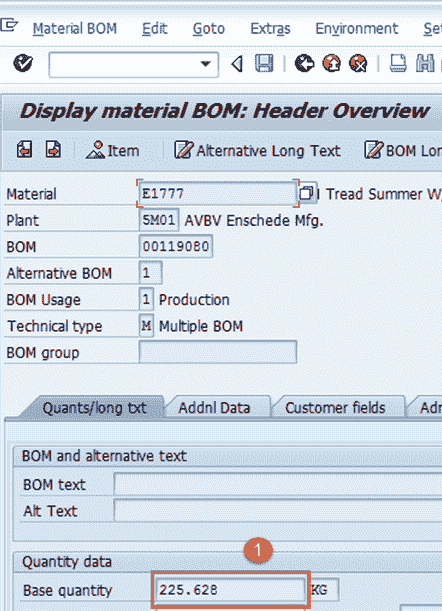 Material BOM Edit Goto Extras Environment Set
Display material BOM: Header Overview
Item Alternative Long Text BOM Lon
Material E1777 Tread Summer W,
Plant 5M01 AVBV Enschede Mfg.
BOM 00119080
Alternative BOM 1
BOM Usage 1 Production
Technical type M Multiple BOM
BOM group
Quants/long txt Addnl Data Customer fields Adr
BOM and alternative text
BOM text
Alt Text
1
Quantity data
Base quantity 225.628 KG